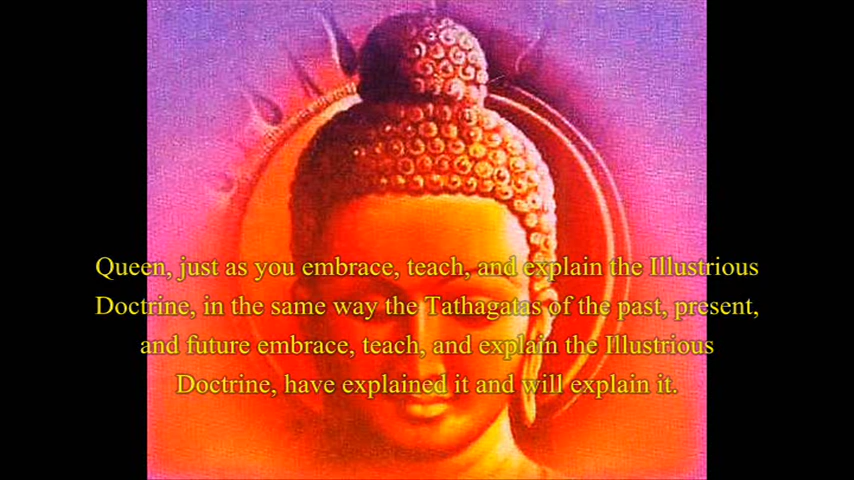 Queen, just as you embrace, teach, and explain the Illustrious
Doctrine, in the same way the Tathagatas of the past, present,
and future embrace, teach, and explain the Illustrious
Doctrine, have explained it and will explain it.